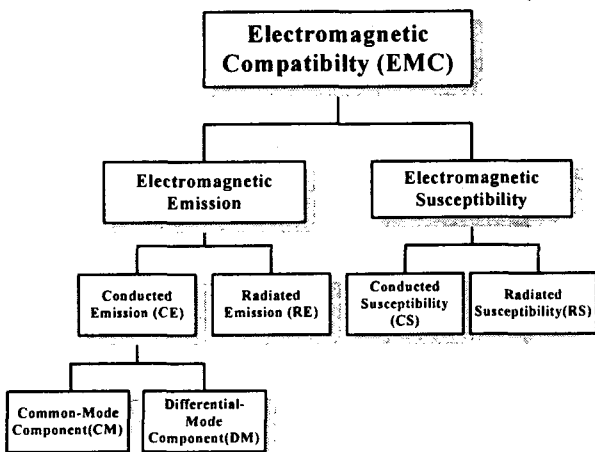 Electromagnetic
Compatibilty (EMC)
Electromagnetic
Emission
Electromagnetic
Susceptibility
Conducted
Emission (CE)
Radiated
Emission (RE)
Conducted
Susceptibility
(CS)
Radiated
Susceptibility(RS)
Common-Mode
Component(CM)
Differential-
Mode
Component(DM)